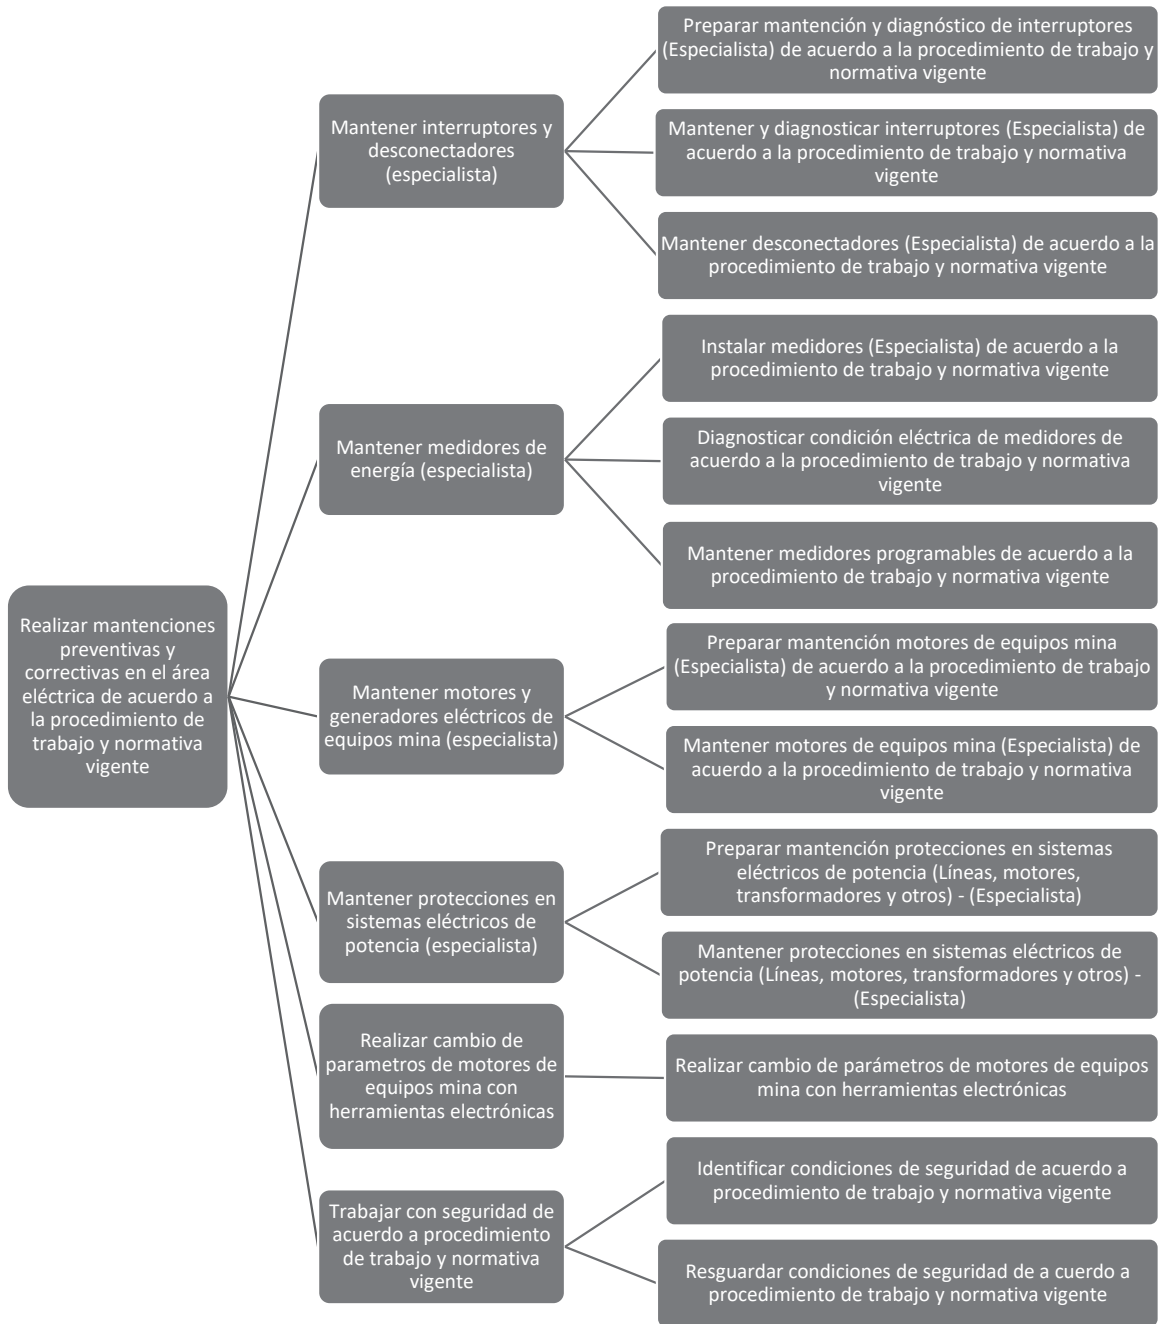 Realizar mantenciones
preventivas y
correctivas en el área
eléctrica de acuerdo a
la procedimiento de
trabajo y normativa
vigente
Mantener interruptores y
desconectadores
(especialista)
Preparar mantención y diagnóstico de interruptores
(Especialista) de acuerdo a la procedimiento de trabajo y
normativa vigente
Mantener y diagnosticar interruptores (Especialista) de
acuerdo a la procedimiento de trabajo y normativa
vigente
Mantener desconectadores (Especialista) de acuerdo a la
procedimiento de trabajo y normativa vigente
Mantener medidores de
energía (especialista)
Instalar medidores (Especialista) de acuerdo a la
procedimiento de trabajo y normativa vigente
Diagnosticar condición eléctrica de medidores de
acuerdo a la procedimiento de trabajo y normativa
vigente
Mantener medidores programables de acuerdo a la
procedimiento de trabajo y normativa vigente
Mantener motores y
generadores eléctricos de
equipos mina (especialista)
Preparar mantención motores de equipos mina
(Especialista) de acuerdo a la procedimiento de trabajo
y normativa vigente
Mantener motores de equipos mina (Especialista) de
acuerdo a la procedimiento de trabajo y normativa
vigente
Mantener protecciones en
sistemas eléctricos de
potencia (especialista)
Preparar mantención protecciones en sistemas
eléctricos de potencia (Líneas, motores,
transformadores y otros) - (Especialista)
Mantener protecciones en sistemas eléctricos de
potencia (Líneas, motores, transformadores y otros) -
(Especialista)
Realizar cambio de
parametros de motores de
equipos mina con
herramientas electrónicas
Realizar cambio de parámetros de motores de equipos
mina con herramientas electrónicas
Trabajar con seguridad de
acuerdo a procedimiento
de trabajo y normativa
vigente
Identificar condiciones de seguridad de acuerdo a
procedimiento de trabajo y normativa vigente
Resguardar condiciones de seguridad de a cuerdo a
procedimiento de trabajo y normativa vigente